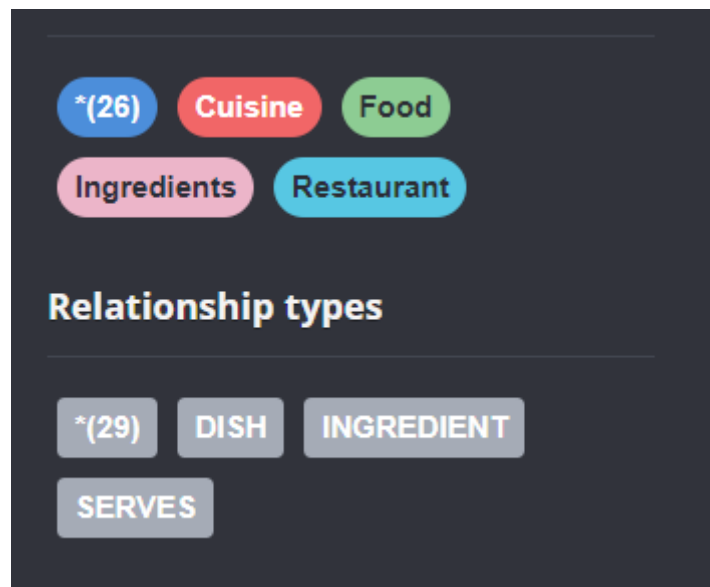 *(26) Cuisine Food
Ingredients Restaurant
Relationship types
*(29) DISH INGREDIENT
SERVES